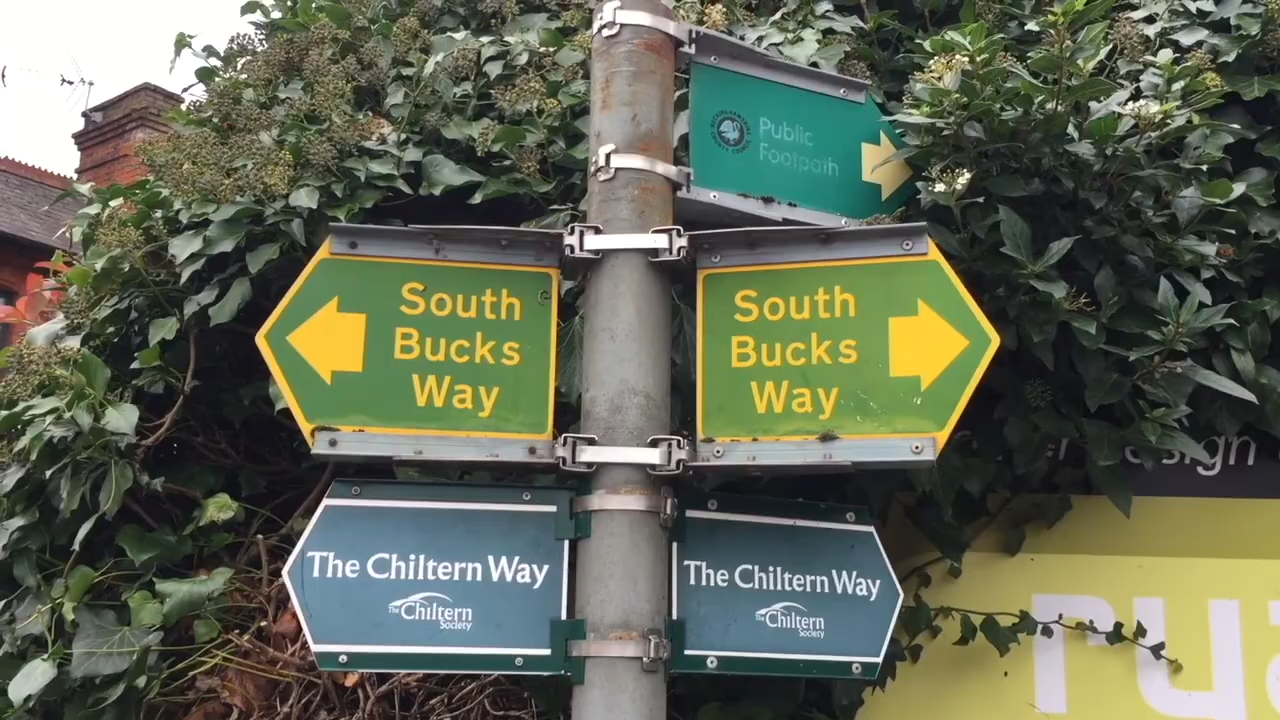 Public
Footpath
South
Bucks
Way
South
Bucks
Way
The Chiltern Way
The Chiltern
Society
The Chiltern Way
The Chiltern
Society